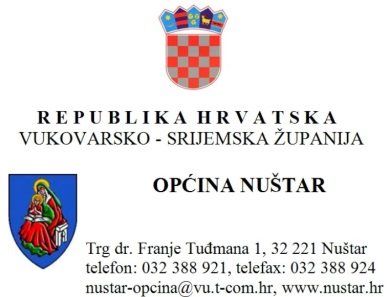 REPUBLIKA HRVATSKA
VUKOVARSKO - SRIJEMSKA ŽUPANIJA
OPĆINA NUŠTAR
Trg dr. Franje Tuđmana 1, 32 221 Nuštar
telefon: 032 388 921, telefax: 032 388 924
nustar-opcina@vu.t-com.hr, www.nustar.hr